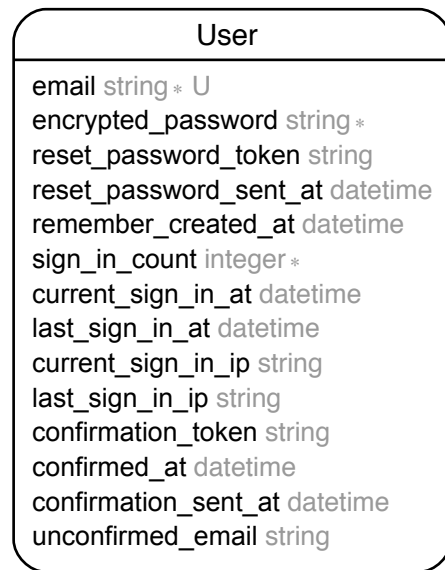 User
email string * U
encrypted_password string *
reset_password_token string
reset_password_sent_at datetime
remember_created_at datetime
sign_in_count integer *
current_sign_in_at datetime
last_sign_in_at datetime
current_sign_in_ip string
last_sign_in_ip string
confirmation_token string
confirmed_at datetime
confirmation_sent_at datetime
unconfirmed_email string